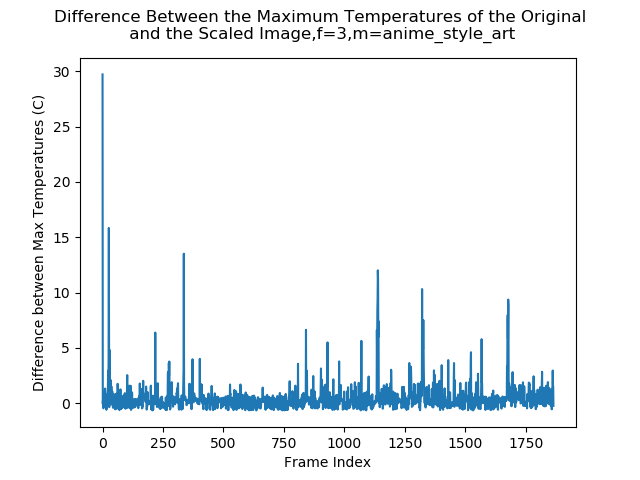 Difference Between the Maximum Temperatures of the Original
and the Scaled Image,f=3,m=anime_style_art
Difference between Max Temperatures (C)
30
25
20
15
10
5
0
0 250 500 750 1000 1250 1500 1750
Frame Index